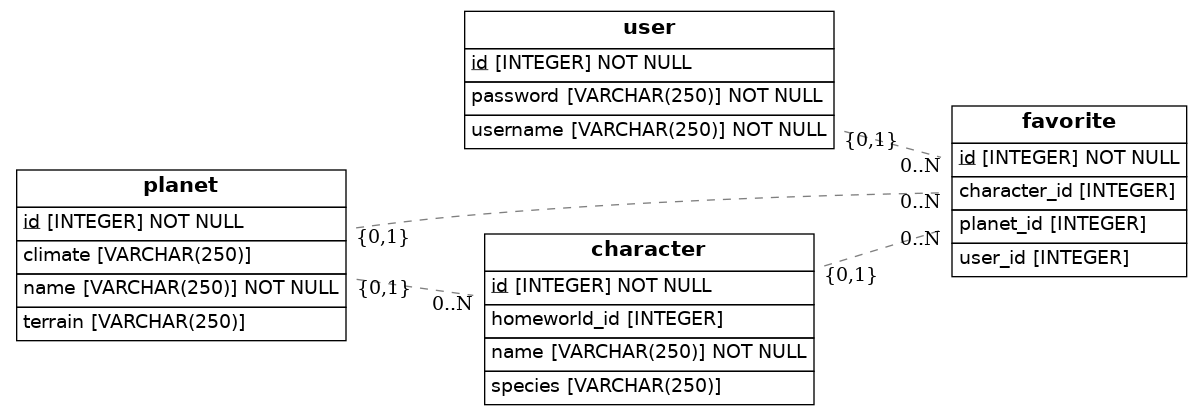 user
id [INTEGER] NOT NULL
password [VARCHAR(250)] NOT NULL
username [VARCHAR(250)] NOT NULL
favorite
id [INTEGER] NOT NULL
character_id [INTEGER]
planet_id [INTEGER]
user_id [INTEGER]
planet
id [INTEGER] NOT NULL
climate [VARCHAR(250)]
name [VARCHAR(250)] NOT NULL
terrain [VARCHAR(250)]
character
id [INTEGER] NOT NULL
homeworld_id [INTEGER]
name [VARCHAR(250)] NOT NULL
species [VARCHAR(250)]
{0,1}
0..N
0..N
{0,1}
0..N
{0,1}
{0,1}
0..N